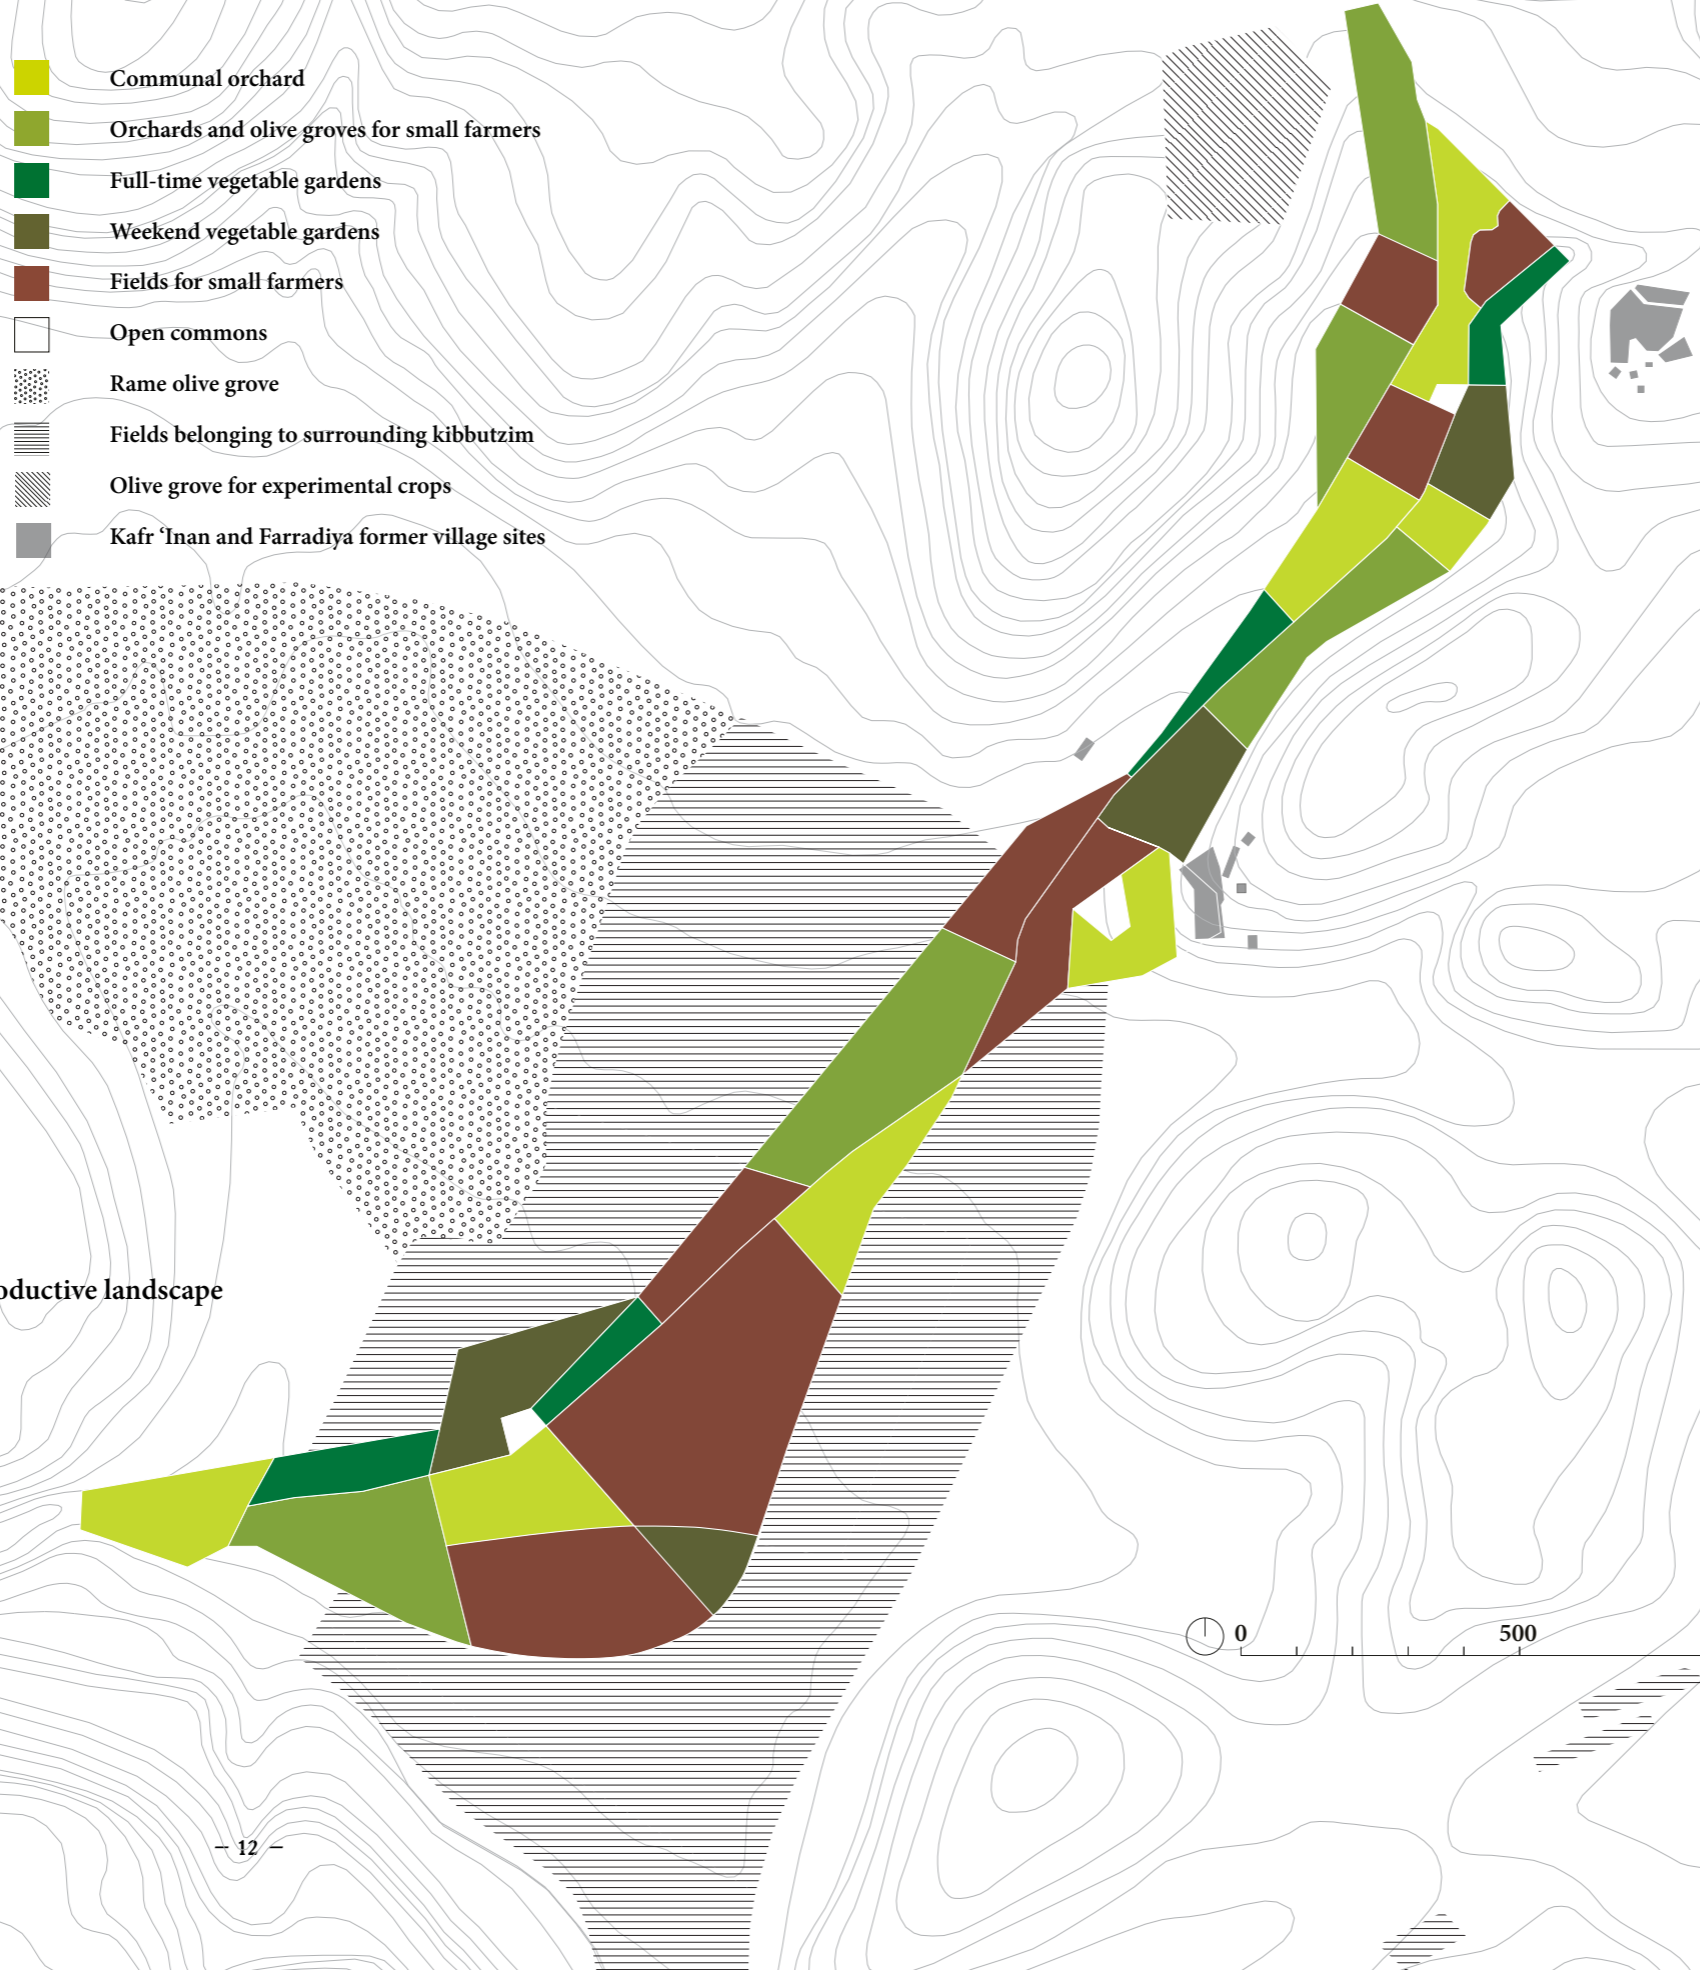 Communal orchard
Orchards and olive groves for small farmers
Full-time vegetable gardens
Weekend vegetable gardens
Fields for small farmers
Open commons
Rame olive grove
Fields belonging to surrounding kibbutzim
Olive grove for experimental crops
Kafr ‘Inan and Farradiya former village sites
oductive landscape
0 500
– 12 –